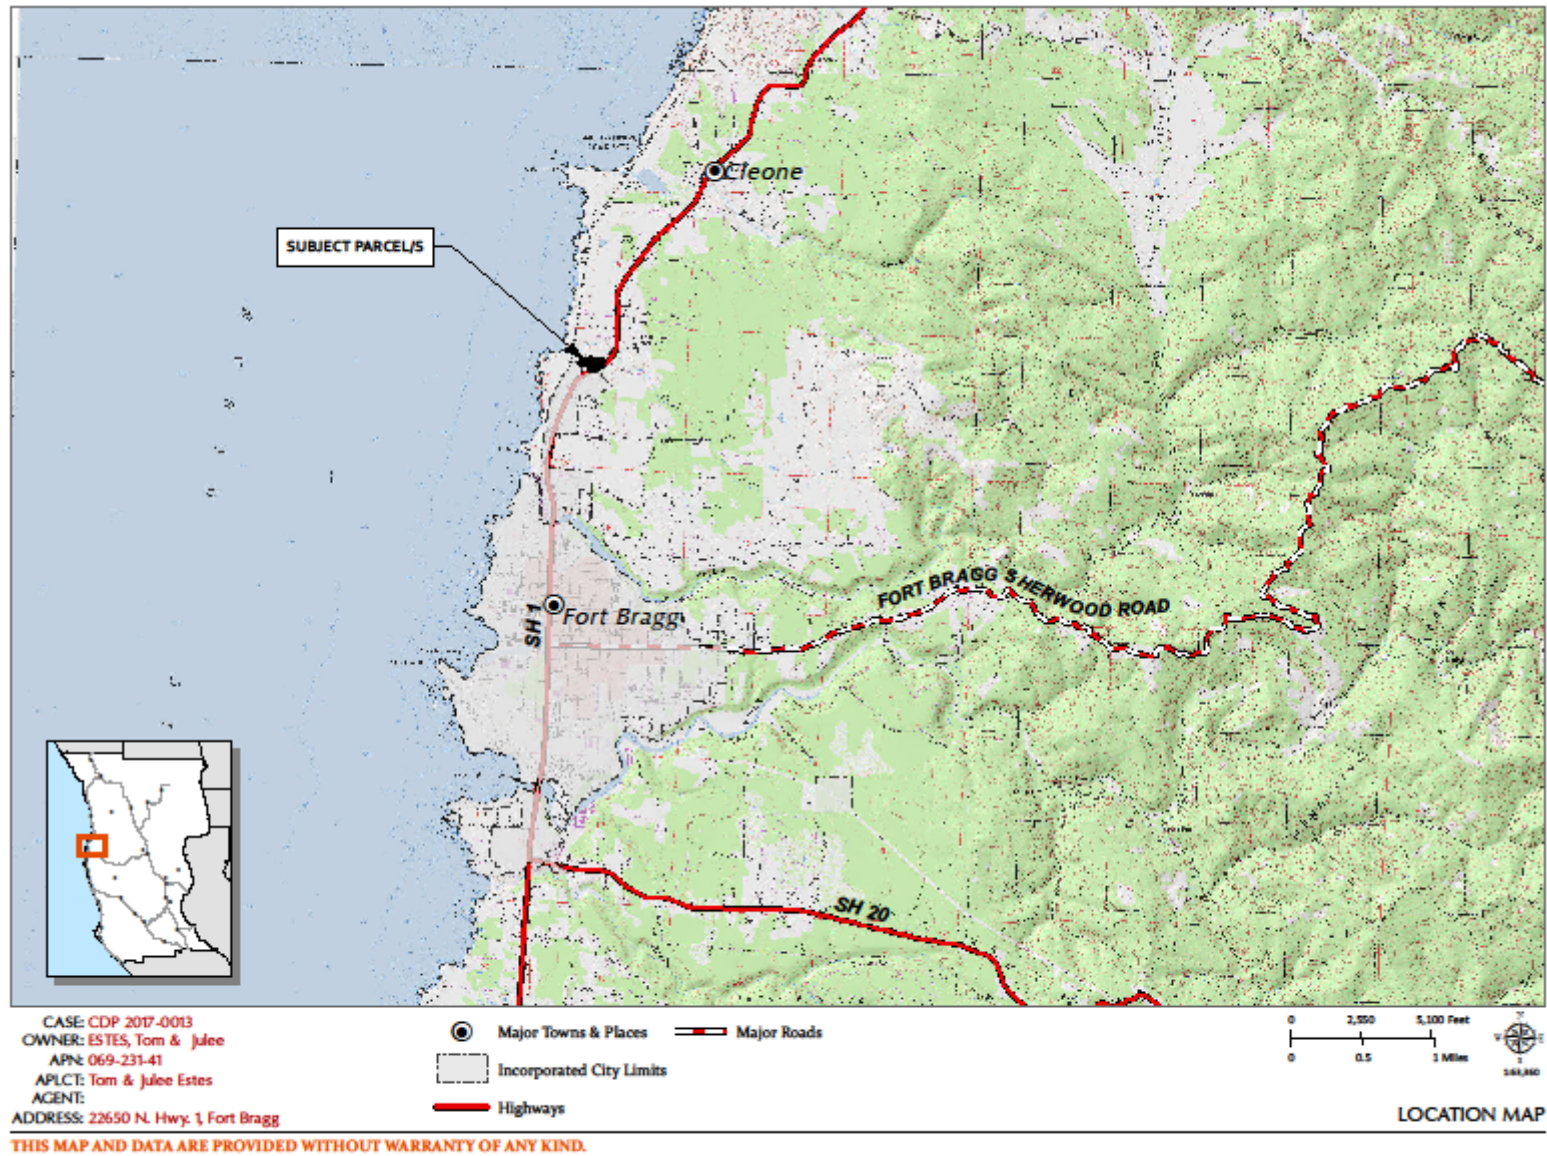 Cleone
SUBJECT PARCEL/S
FORT BRAGG SHERWOOD ROAD
SH 1
Fort Bragg
SH 20
CASE: CDP 2017-0013
OWNER: ESTES, Tom & Julee
APN: 069-231-41
APLCT: Tom & Julee Estes
AGENT:
ADDRESS: 22650 N. Hwy. 1, Fort Bragg
Major Towns & Places
Major Roads
Incorporated City Limits
Highways
0 2,550 5,100 Feet
0 0.5 1 Miles
1:63,360
LOCATION MAP
THIS MAP AND DATA ARE PROVIDED WITHOUT WARRANTY OF ANY KIND.